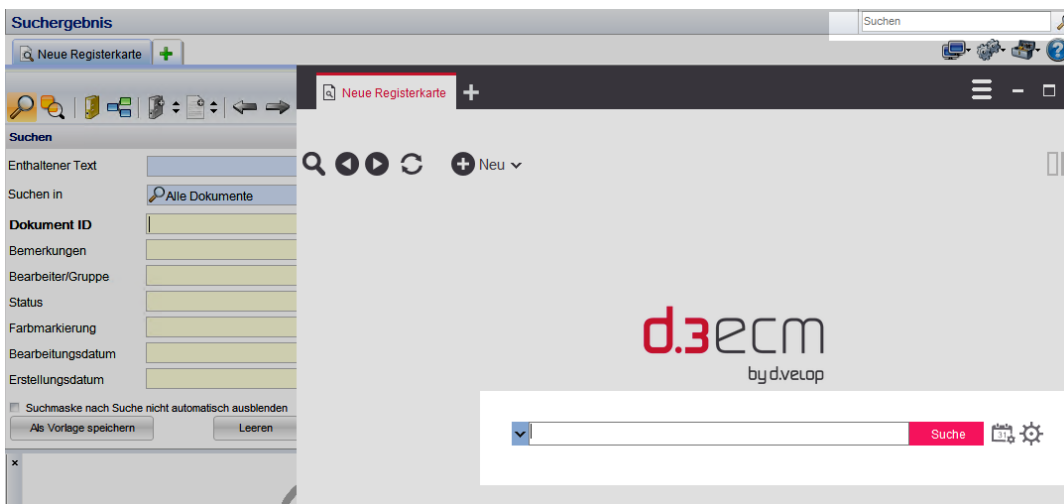 Suchergebnis
Suchen
Neue Registerkarte
Neue Registerkarte
Suchen
Enthaltener Text
Suchen in
Alle Dokumente
Neu
Dokument ID
Bemerkungen
Bearbeiter/Gruppe
Status
Farbmarkierung
Bearbeitungsdatum
Erstellungsdatum
d.3ecm
by d.velop
Suchmaske nach Suche nicht automatisch ausblenden
Als Vorlage speichern
Leeren
Suche
31